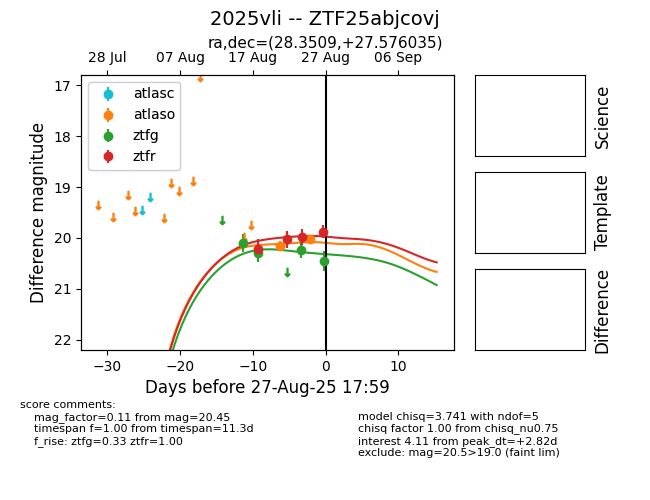 2025vli -- ZTF25abjcovj
ra,dec=(28.3509,+27.576035)
28 Jul 07 Aug 17 Aug 27 Aug 06 Sep
atlasc
atlaso
ztfg
ztfr
Difference magnitude
17
18
19
20
21
22
−30 −20 −10 0 10
Days before 27-Aug-25 17:59
Science
Template
Difference
score comments:
mag_factor=0.11 from mag=20.45
timespan f=1.00 from timespan=11.3d
f_rise: ztfg=0.33 ztfr=1.00
model chisq=3.741 with ndof=5
chisq factor 1.00 from chisq_nu0.75
interest 4.11 from peak_dt=+2.82d
exclude: mag=20.5>19.0 (faint lim)